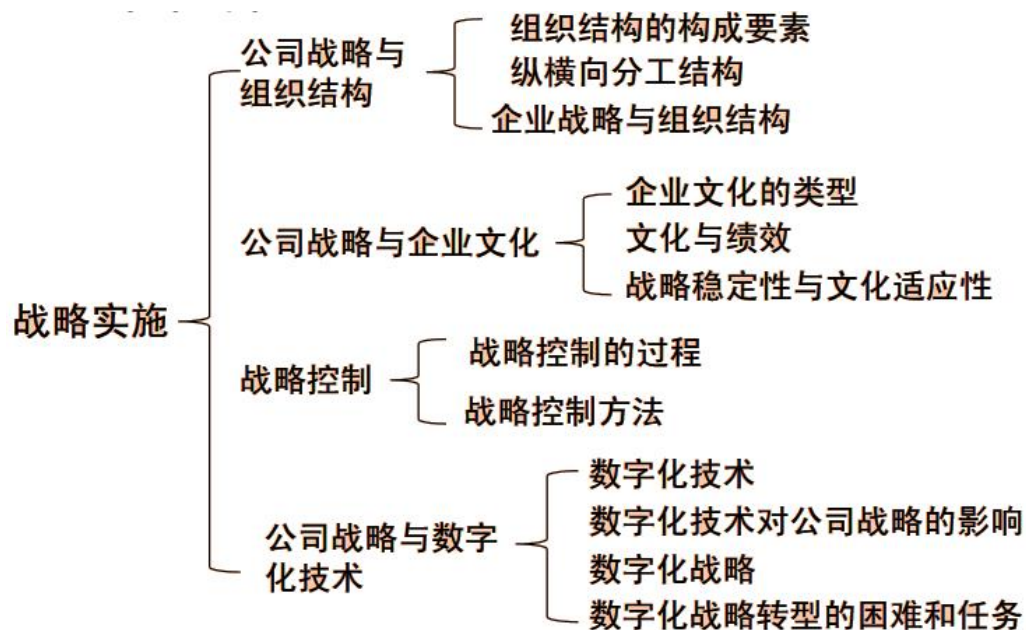 公司战略与
组织结构
组织结构的构成要素
纵横向分工结构
企业战略与组织结构
公司战略与企业文化
企业文化的类型
文化与绩效
战略稳定性与文化适应性
战略实施
战略控制
战略控制的过程
战略控制方法
公司战略与数字
化技术
数字化技术
数字化技术对公司战略的影响
数字化战略
数字化战略转型的困难和任务